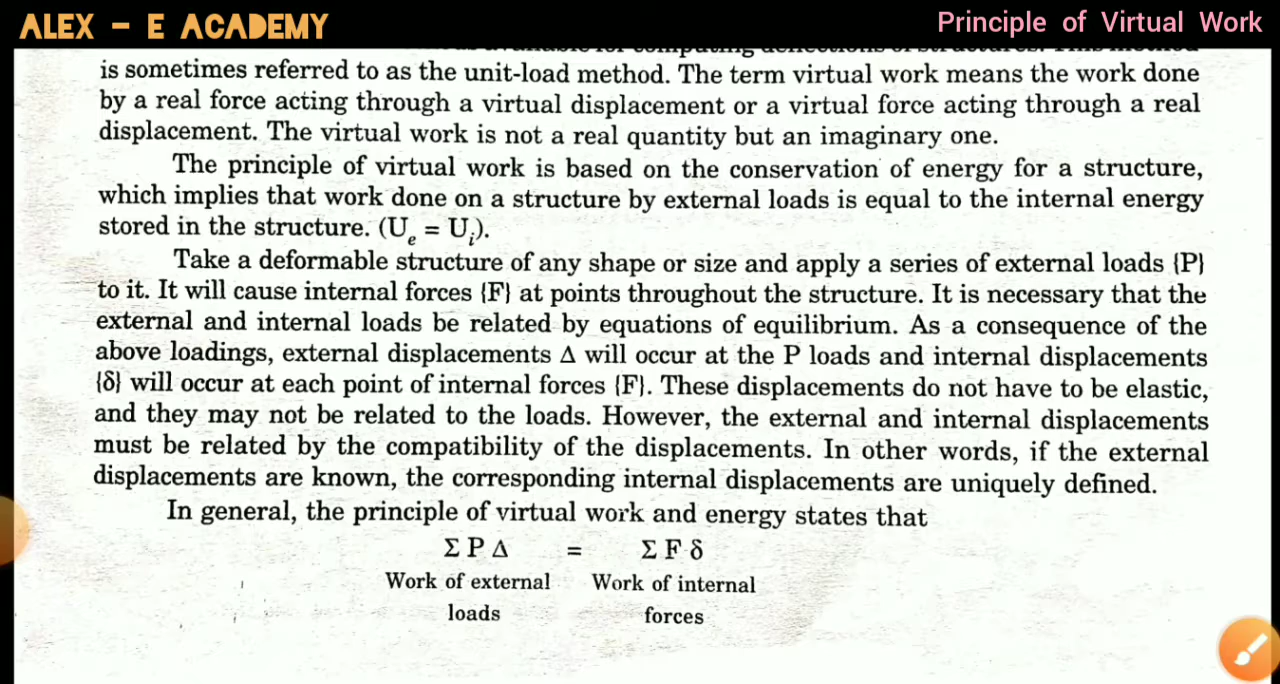 ALEX – E ACADEMY
Principle of Virtual Work
is sometimes referred to as the unit-load method. The term virtual work means the work done
by a real force acting through a virtual displacement or a virtual force acting through a real
displacement. The virtual work is not a real quantity but an imaginary one.
The principle of virtual work is based on the conservation of energy for a structure,
which implies that work done on a structure by external loads is equal to the internal energy
stored in the structure. (Uₑ = Uᵢ).
Take a deformable structure of any shape or size and apply a series of external loads {P}
to it. It will cause internal forces {F} at points throughout the structure. It is necessary that the
external and internal loads be related by equations of equilibrium. As a consequence of the
above loadings, external displacements Δ will occur at the P loads and internal displacements
{δ} will occur at each point of internal forces {F}. These displacements do not have to be elastic,
and they may not be related to the loads. However, the external and internal displacements
must be related by the compatibility of the displacements. In other words, if the external
displacements are known, the corresponding internal displacements are uniquely defined.
In general, the principle of virtual work and energy states that
Σ P Δ = Σ F δ
Work of external Work of internal
loads forces